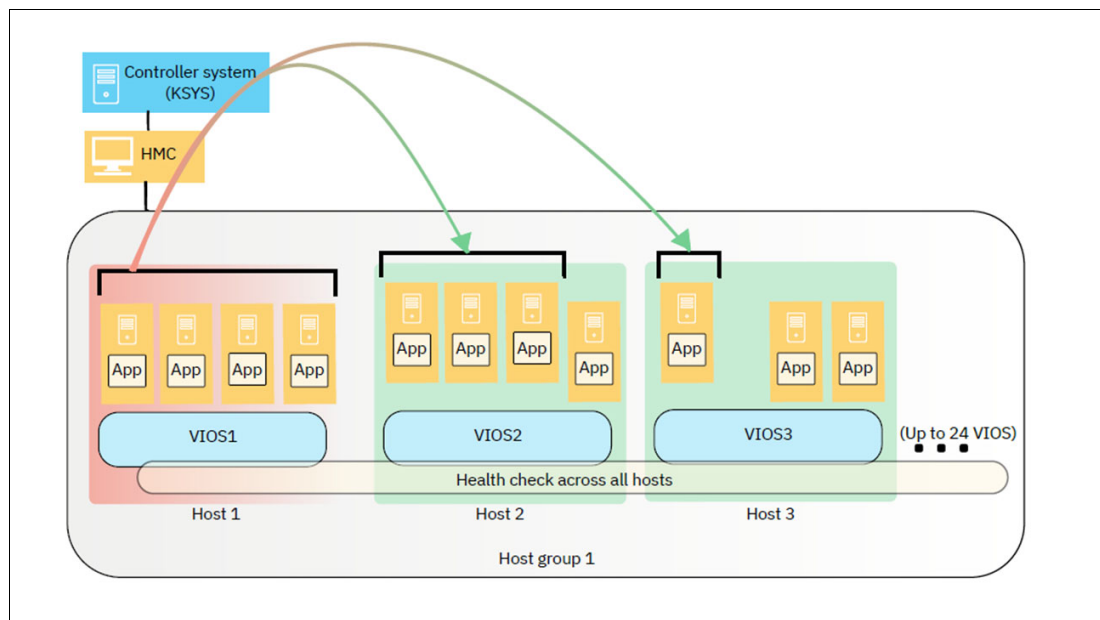 Controller system
(KSYS)
HMC
App
App
App
App
App
App
App
App
App
App
App
VIOS1
VIOS2
VIOS3
(Up to 24 VIOS)
Health check across all hosts
Host 1
Host 2
Host 3
Host group 1